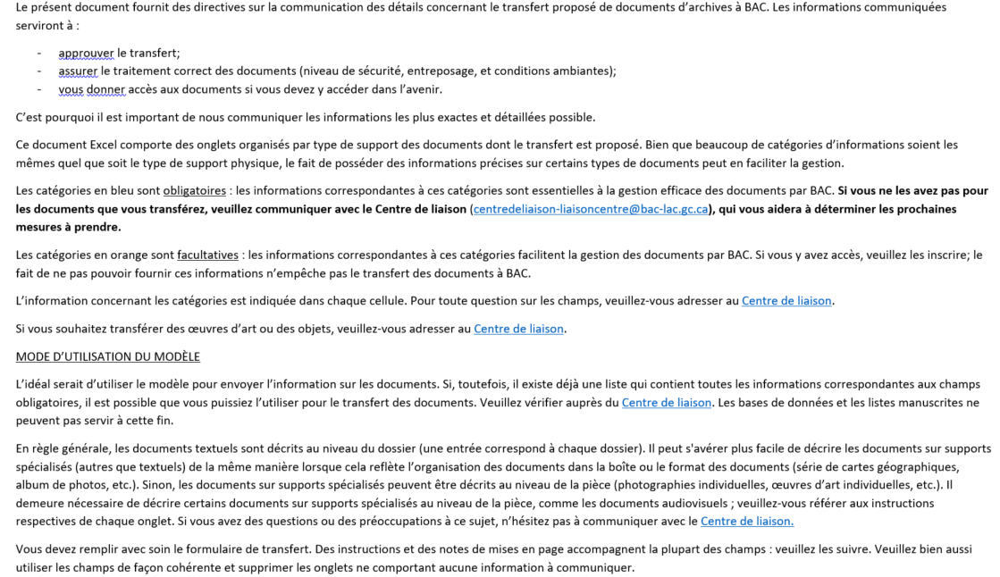 Le présent document fournit des directives sur la communication des détails concernant le transfert proposé de documents d’archives à BAC. Les informations communiquées
serviront à :
- approuver le transfert;
- assurer le traitement correct des documents (niveau de sécurité, entreposage, et conditions ambiantes);
- vous donner accès aux documents si vous devez y accéder dans l’avenir.
C’est pourquoi il est important de nous communiquer les informations les plus exactes et détaillées possible.
Ce document Excel comporte des onglets organisés par type de support des documents dont le transfert est proposé. Bien que beaucoup de catégories d’informations soient les
mêmes quel que soit le type de support physique, le fait de posséder des informations précises sur certains types de documents peut en faciliter la gestion.
Les catégories en bleu sont obligatoires : les informations correspondantes à ces catégories sont essentielles à la gestion efficace des documents par BAC. Si vous ne les avez pas pour
les documents que vous transférez, veuillez communiquer avec le Centre de liaison (centredeliaison-liaisoncentre@bac-lac.gc.ca), qui vous aidera à déterminer les prochaines
mesures à prendre.
Les catégories en orange sont facultatives : les informations correspondantes à ces catégories facilitent la gestion des documents par BAC. Si vous y avez accès, veuillez les inscrire; le
fait de ne pas pouvoir fournir ces informations n’empêche pas le transfert des documents à BAC.
L’information concernant les catégories est indiquée dans chaque cellule. Pour toute question sur les champs, veuillez-vous adresser au Centre de liaison.
Si vous souhaitez transférer des œuvres d’art ou des objets, veuillez-vous adresser au Centre de liaison.
MODE D’UTILISATION DU MODÈLE
L’idéal serait d’utiliser le modèle pour envoyer l’information sur les documents. Si, toutefois, il existe déjà une liste qui contient toutes les informations correspondantes aux champs
obligatoires, il est possible que vous puissiez l’utiliser pour le transfert des documents. Veuillez vérifier auprès du Centre de liaison. Les bases de données et les listes manuscrites ne
peuvent pas servir à cette fin.
En règle générale, les documents textuels sont décrits au niveau du dossier (une entrée correspond à chaque dossier). Il peut s'avérer plus facile de décrire les documents sur supports
spécialisés (autres que textuels) de la même manière lorsque cela reflète l’organisation des documents dans la boîte ou le format des documents (série de cartes géographiques,
album de photos, etc.). Sinon, les documents sur supports spécialisés peuvent être décrits au niveau de la pièce (photographies individuelles, œuvres d’art individuelles, etc.). Il
demeure nécessaire de décrire certains documents sur supports spécialisés au niveau de la pièce, comme les documents audiovisuels ; veuillez-vous référer aux instructions
respectives de chaque onglet. Si vous avez des questions ou des préoccupations à ce sujet, n’hésitez pas à communiquer avec le Centre de liaison.
Vous devez remplir avec soin le formulaire de transfert. Des instructions et des notes de mises en page accompagnent la plupart des champs : veuillez les suivre. Veuillez bien aussi
utiliser les champs de façon cohérente et supprimer les onglets ne comportant aucune information à communiquer.